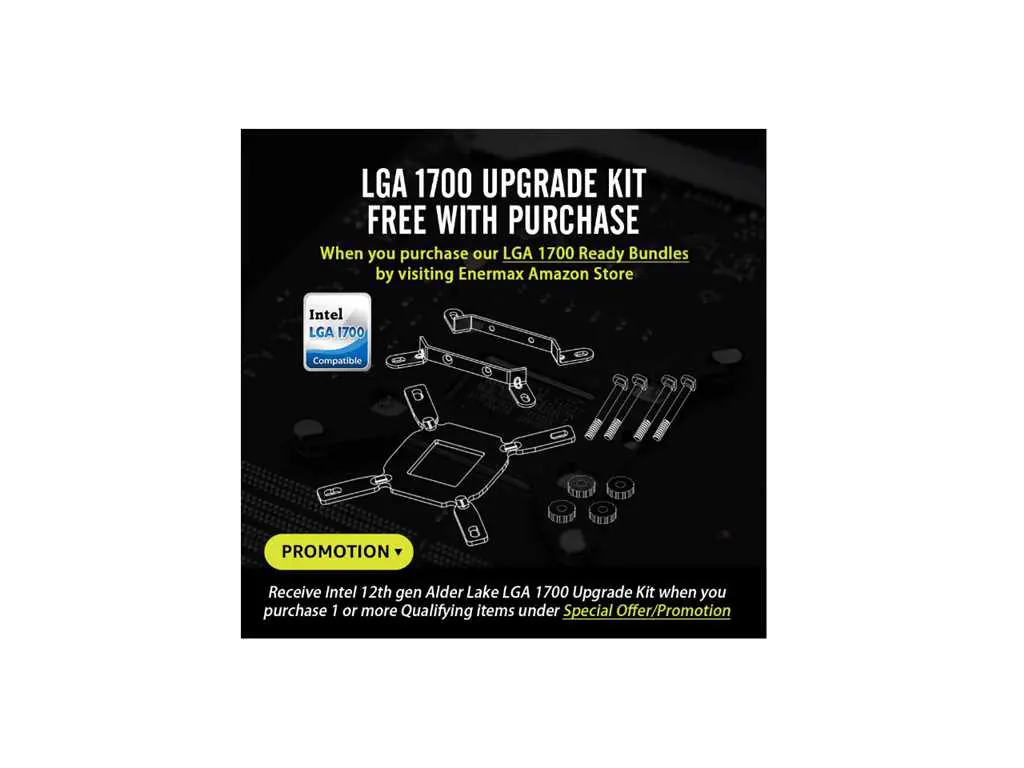 LGA 1700 UPGRADE KIT
FREE WITH PURCHASE
When you purchase our LGA 1700 Ready Bundles
by visiting Enermax Amazon Store
Intel
LGA 1700
Compatible
PROMOTION ▼
Receive Intel 12th gen Alder Lake LGA 1700 Upgrade Kit when you
purchase 1 or more Qualifying items under Special Offer/Promotion